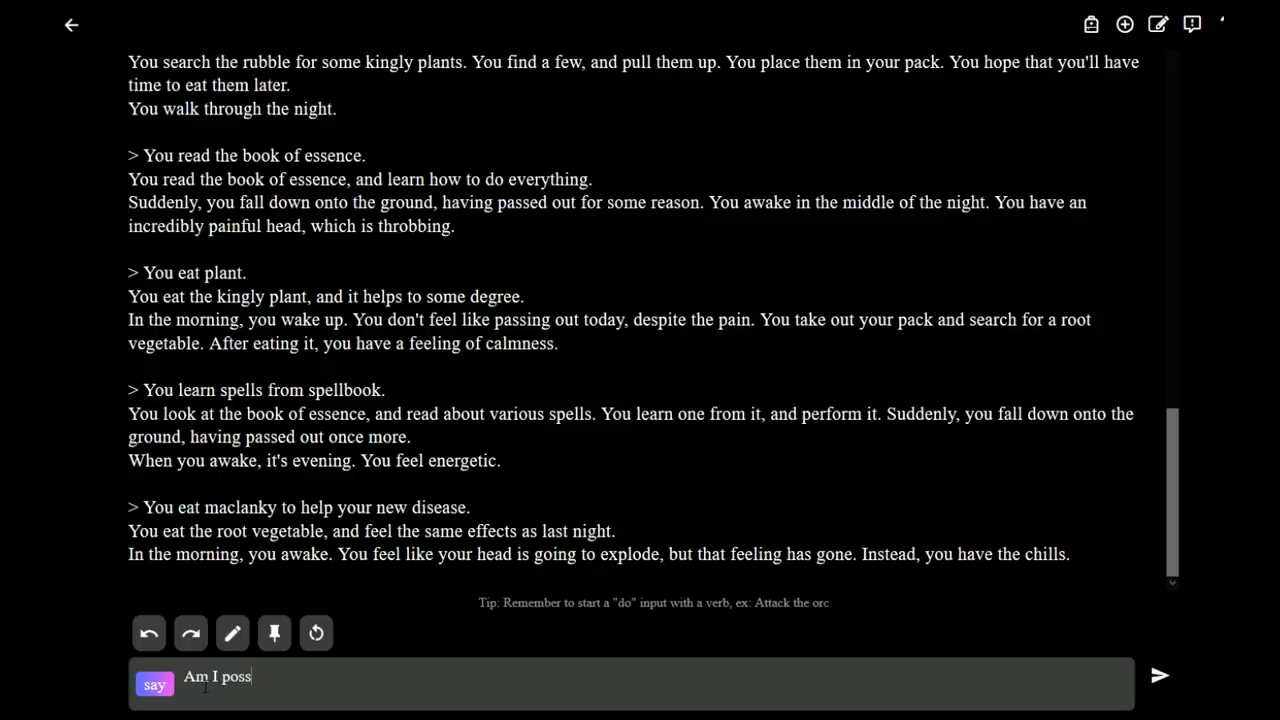 You search the rubble for some kingly plants. You find a few, and pull them up. You place them in your pack. You hope that you'll have
time to eat them later.
You walk through the night.
> You read the book of essence.
You read the book of essence, and learn how to do everything.
Suddenly, you fall down onto the ground, having passed out for some reason. You awake in the middle of the night. You have an
incredibly painful head, which is throbbing.
> You eat plant.
You eat the kingly plant, and it helps to some degree.
In the morning, you wake up. You don't feel like passing out today, despite the pain. You take out your pack and search for a root
vegetable. After eating it, you have a feeling of calmness.
> You learn spells from spellbook.
You look at the book of essence, and read about various spells. You learn one from it, and perform it. Suddenly, you fall down onto the
ground, having passed out once more.
When you awake, it's evening. You feel energetic.
> You eat maclanky to help your new disease.
You eat the root vegetable, and feel the same effects as last night.
In the morning, you awake. You feel like your head is going to explode, but that feeling has gone. Instead, you have the chills.
Tip: Remember to start a "do" input with a verb, ex: Attack the orc
say Am I poss